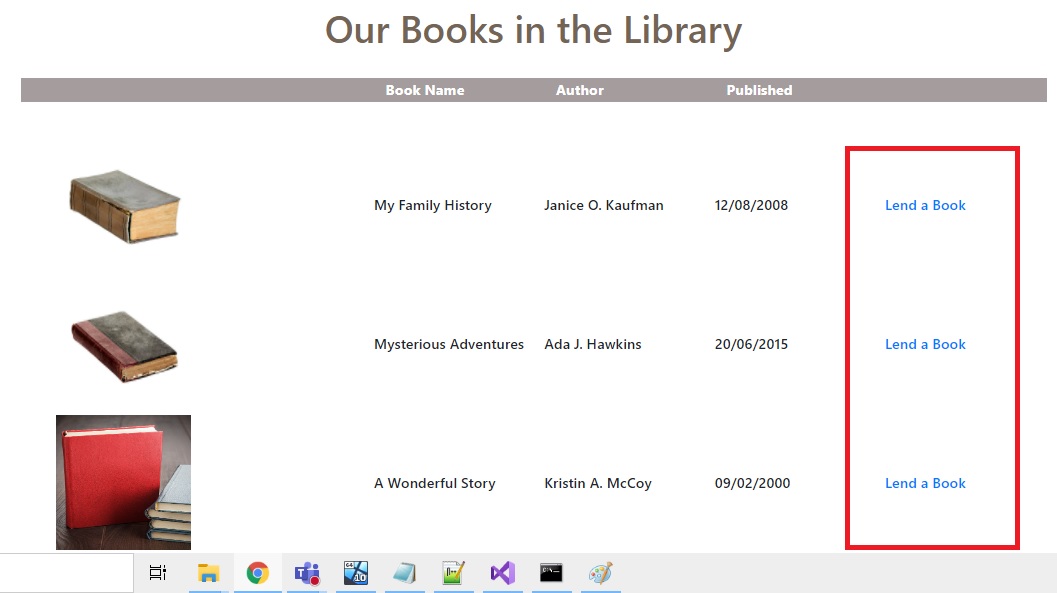 Our Books in the Library
Book Name Author Published
My Family History Janice O. Kaufman 12/08/2008 Lend a Book
Mysterious Adventures Ada J. Hawkins 20/06/2015 Lend a Book
A Wonderful Story Kristin A. McCoy 09/02/2000 Lend a Book